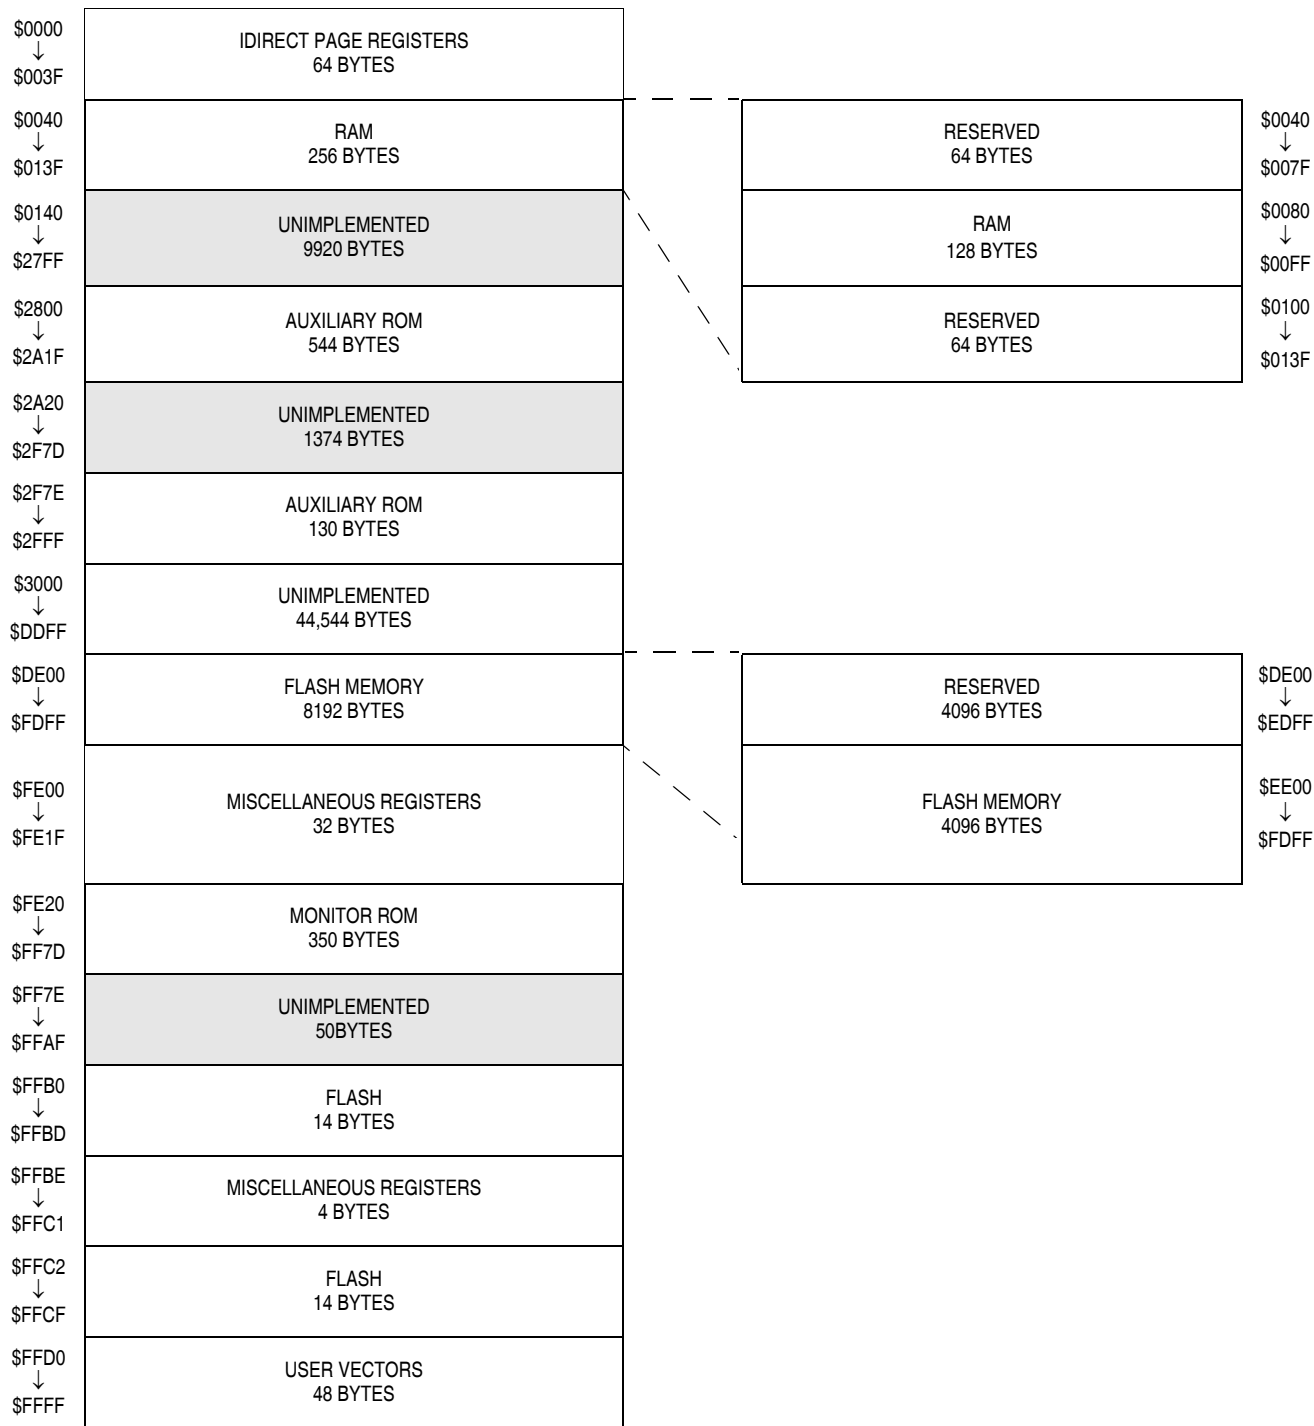 $0000
↓
$003F
IDIRECT PAGE REGISTERS
64 BYTES
$0040
↓
$013F
RAM
256 BYTES
RESERVED
64 BYTES
$0040
↓
$007F
$0140
↓
$27FF
UNIMPLEMENTED
9920 BYTES
RAM
128 BYTES
$0080
↓
$00FF
$2800
↓
$2A1F
AUXILIARY ROM
544 BYTES
RESERVED
64 BYTES
$0100
↓
$013F
$2A20
↓
$2F7D
UNIMPLEMENTED
1374 BYTES
$2F7E
↓
$2FFF
AUXILIARY ROM
130 BYTES
$3000
↓
$DDFF
UNIMPLEMENTED
44,544 BYTES
$DE00
↓
$FDFF
FLASH MEMORY
8192 BYTES
RESERVED
4096 BYTES
$DE00
↓
$EDFF
$FE00
↓
$FE1F
MISCELLANEOUS REGISTERS
32 BYTES
FLASH MEMORY
4096 BYTES
$EE00
↓
$FDFF
$FE20
↓
$FF7D
MONITOR ROM
350 BYTES
$FF7E
↓
$FFAF
UNIMPLEMENTED
50BYTES
$FFB0
↓
$FFBD
FLASH
14 BYTES
$FFBE
↓
$FFC1
MISCELLANEOUS REGISTERS
4 BYTES
$FFC2
↓
$FFCF
FLASH
14 BYTES
$FFD0
↓
$FFFF
USER VECTORS
48 BYTES